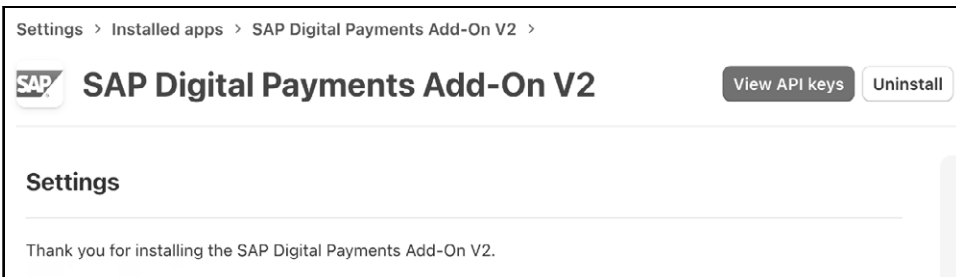 Settings > Installed apps > SAP Digital Payments Add-On V2 >
SAP SAP Digital Payments Add-On V2 View API keys Uninstall
Settings
Thank you for installing the SAP Digital Payments Add-On V2.